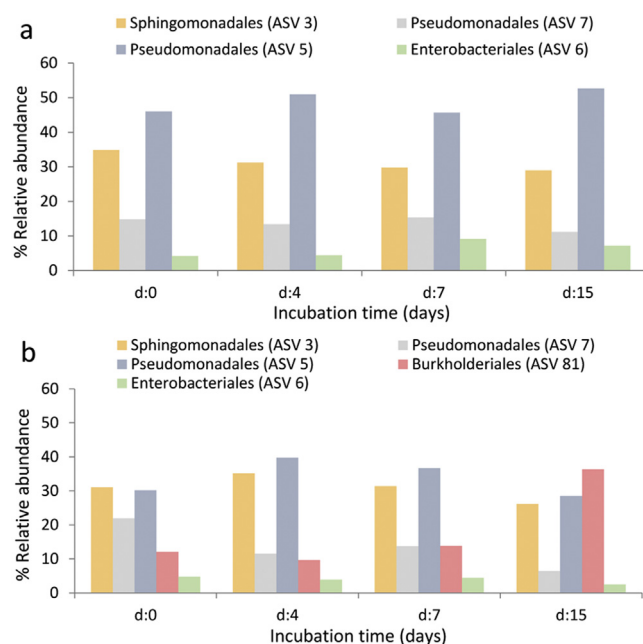 a
Sphingomonadales (ASV 3) Pseudomonadales (ASV 7)
Pseudomonadales (ASV 5) Enterobacteriales (ASV 6)
% Relative abundance
60
50
40
30
20
10
0
d:0 d:4 d:7 d:15
Incubation time (days)
b
Sphingomonadales (ASV 3) Pseudomonadales (ASV 7)
Pseudomonadales (ASV 5) Burkholderiales (ASV 81)
Enterobacteriales (ASV 6)
% Relative abundance
60
50
40
30
20
10
0
d:0 d:4 d:7 d:15
Incubation time (days)